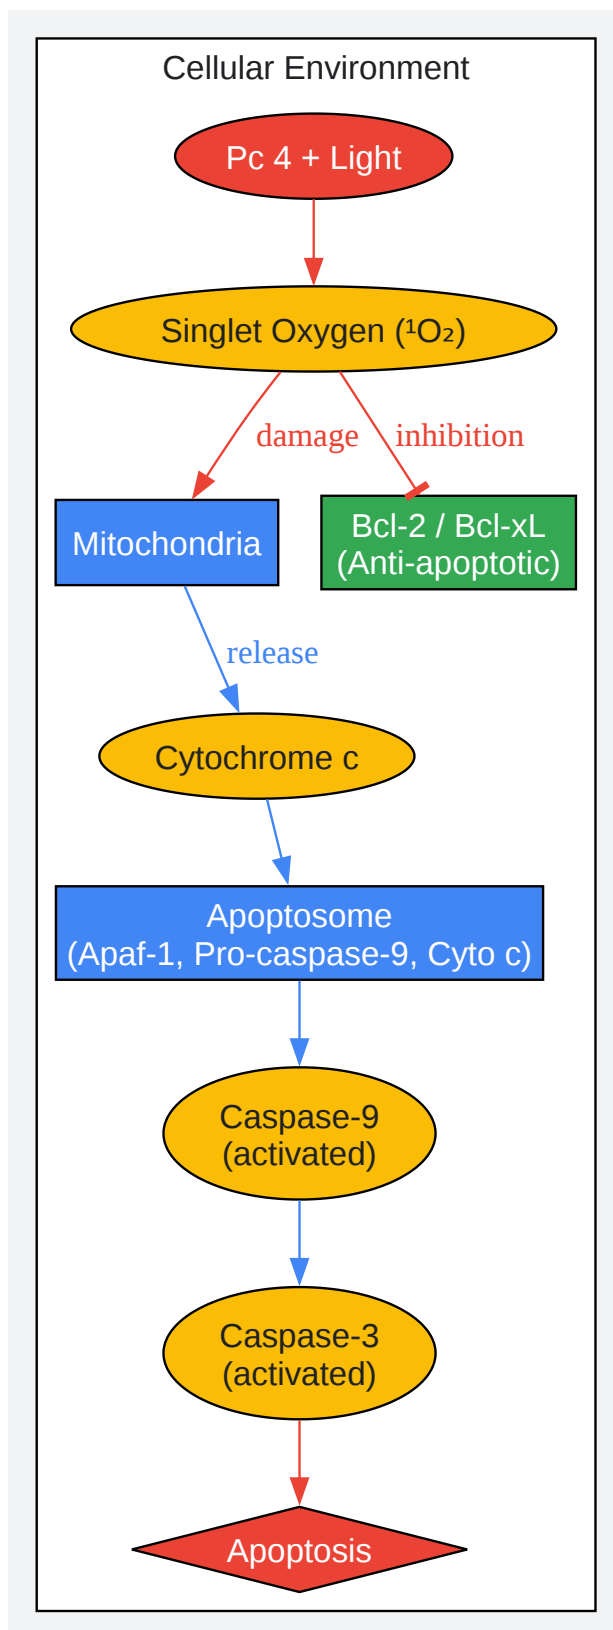 Cellular Environment
Pc 4 + Light
Singlet Oxygen (¹O₂)
damage
inhibition
Mitochondria
Bcl-2 / Bcl-xL
(Anti-apoptotic)
release
Cytochrome c
Apoptosome
(Apaf-1, Pro-caspase-9, Cyto c)
Caspase-9
(activated)
Caspase-3
(activated)
Apoptosis